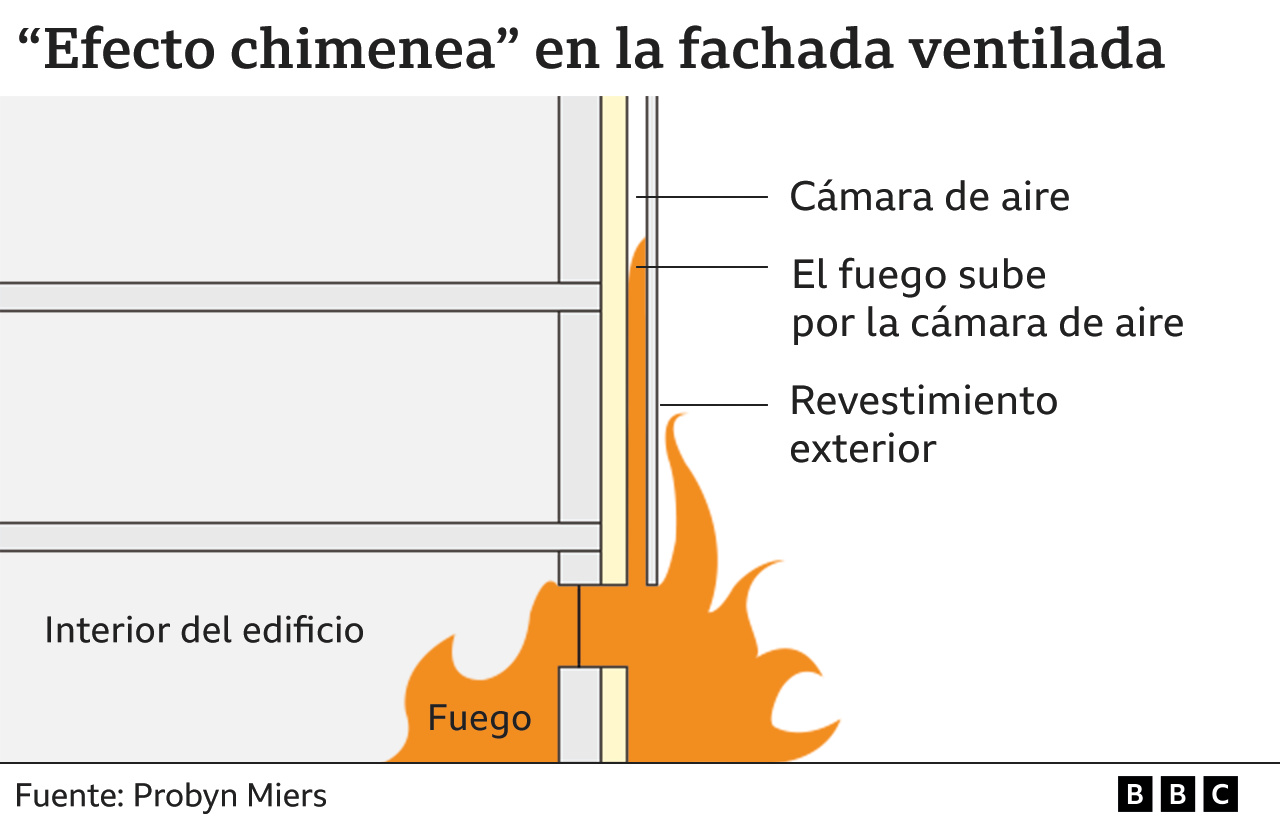 “Efecto chimenea” en la fachada ventilada
Cámara de aire
El fuego sube
por la cámara de aire
Revestimiento
exterior
Interior del edificio
Fuego
Fuente: Probyn Miers
BBC